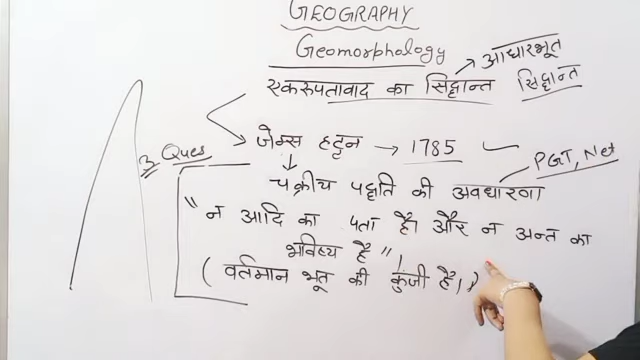 GEOGRAPHY
Geomorphology
एकरुपतावाद का सिद्धान्त → आधारभूत सिद्धान्त
जेम्स हट्टन → 1785
3 Ques
PGT, Net
चक्रीय पद्धति की अवधारणा
"न आदि का पता है। और न अन्त का
भविष्य है"।
(वर्तमान भूत की कुंजी है।)